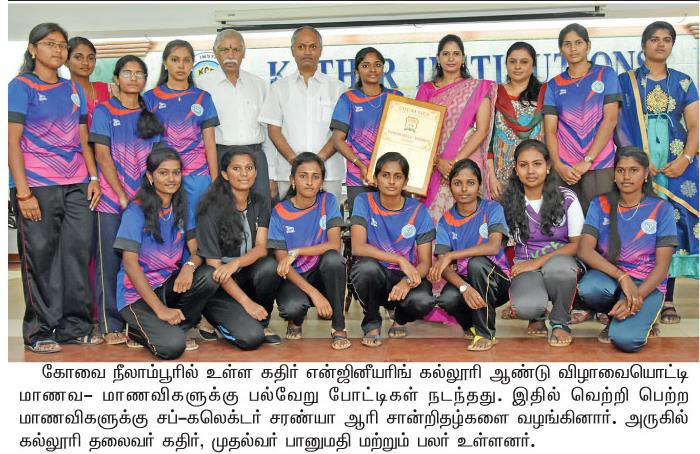 KATHIR INSTITUTIONS
கோவை நீலாம்பூரில் உள்ள கதிர் என்ஜினீயரிங் கல்லூரி ஆண்டு விழாவையொட்டி
மாணவ- மாணவிகளுக்கு பல்வேறு போட்டிகள் நடந்தது. இதில் வெற்றி பெற்ற
மாணவிகளுக்கு சப்-கலெக்டர் சரண்யா ஆரி சான்றிதழ்களை வழங்கினார். அருகில்
கல்லூரி தலைவர் கதிர், முதல்வர் பானுமதி மற்றும் பலர் உள்ளனர்.